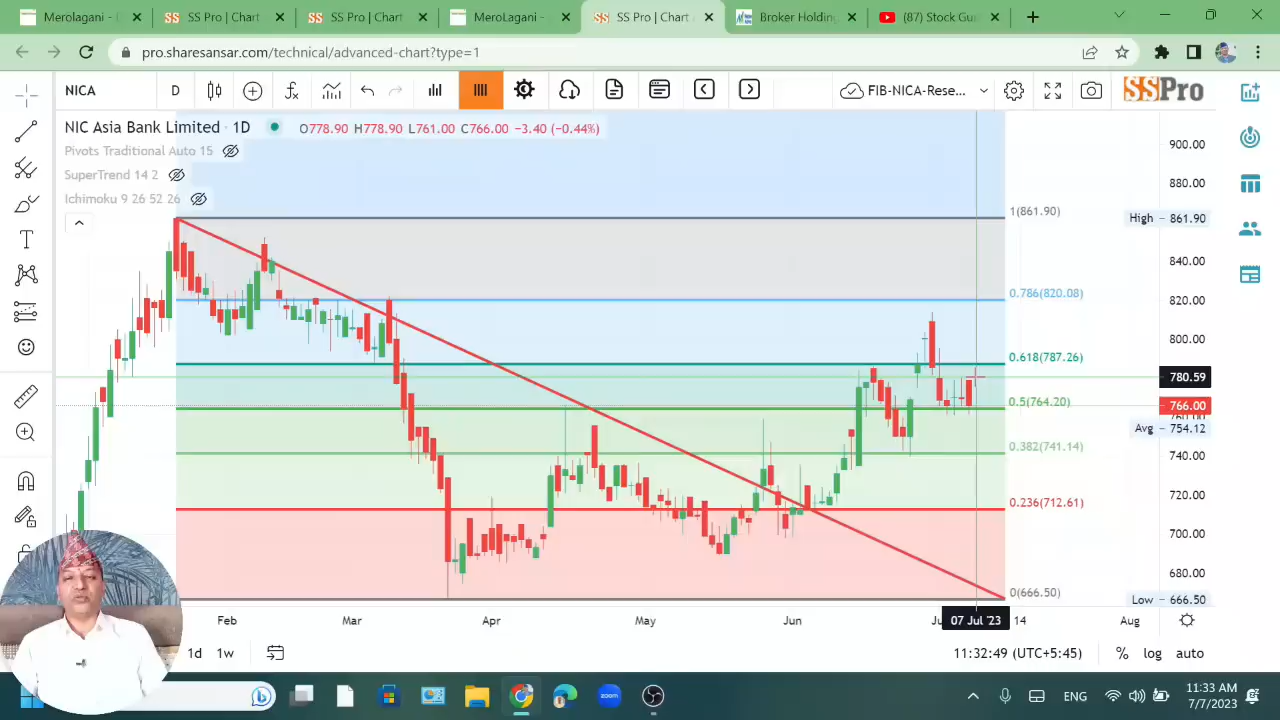 SS Pro | Chart
SS Pro | Chart
MeroLagani -
SS Pro | Chart
Broker Holding
(87) Stock Gu
pro.sharesansar.com/technical/advanced-chart?type=1
NICA
D
FIB-NICA-Rese...
SSPro
NIC Asia Bank Limited · 1D
O778.90 H778.90 L761.00 C766.00 −3.40 (−0.44%)
Pivots Traditional Auto 15
SuperTrend 14 2
Ichimoku 9 26 52 26
900.00
880.00
1(861.90)
High − 861.90
840.00
0.786(820.08)
820.00
800.00
0.618(787.26)
780.59
0.5(764.20)
766.00
Avg − 754.12
0.382(741.14)
740.00
720.00
0.236(712.61)
700.00
680.00
0(666.50)
Low − 666.50
Feb
Mar
Apr
May
Jun
07 Jul '23
14
Aug
1d
1w
11:32:49 (UTC+5:45)
%
log
auto
zoom
ENG
11:33 AM
7/7/2023